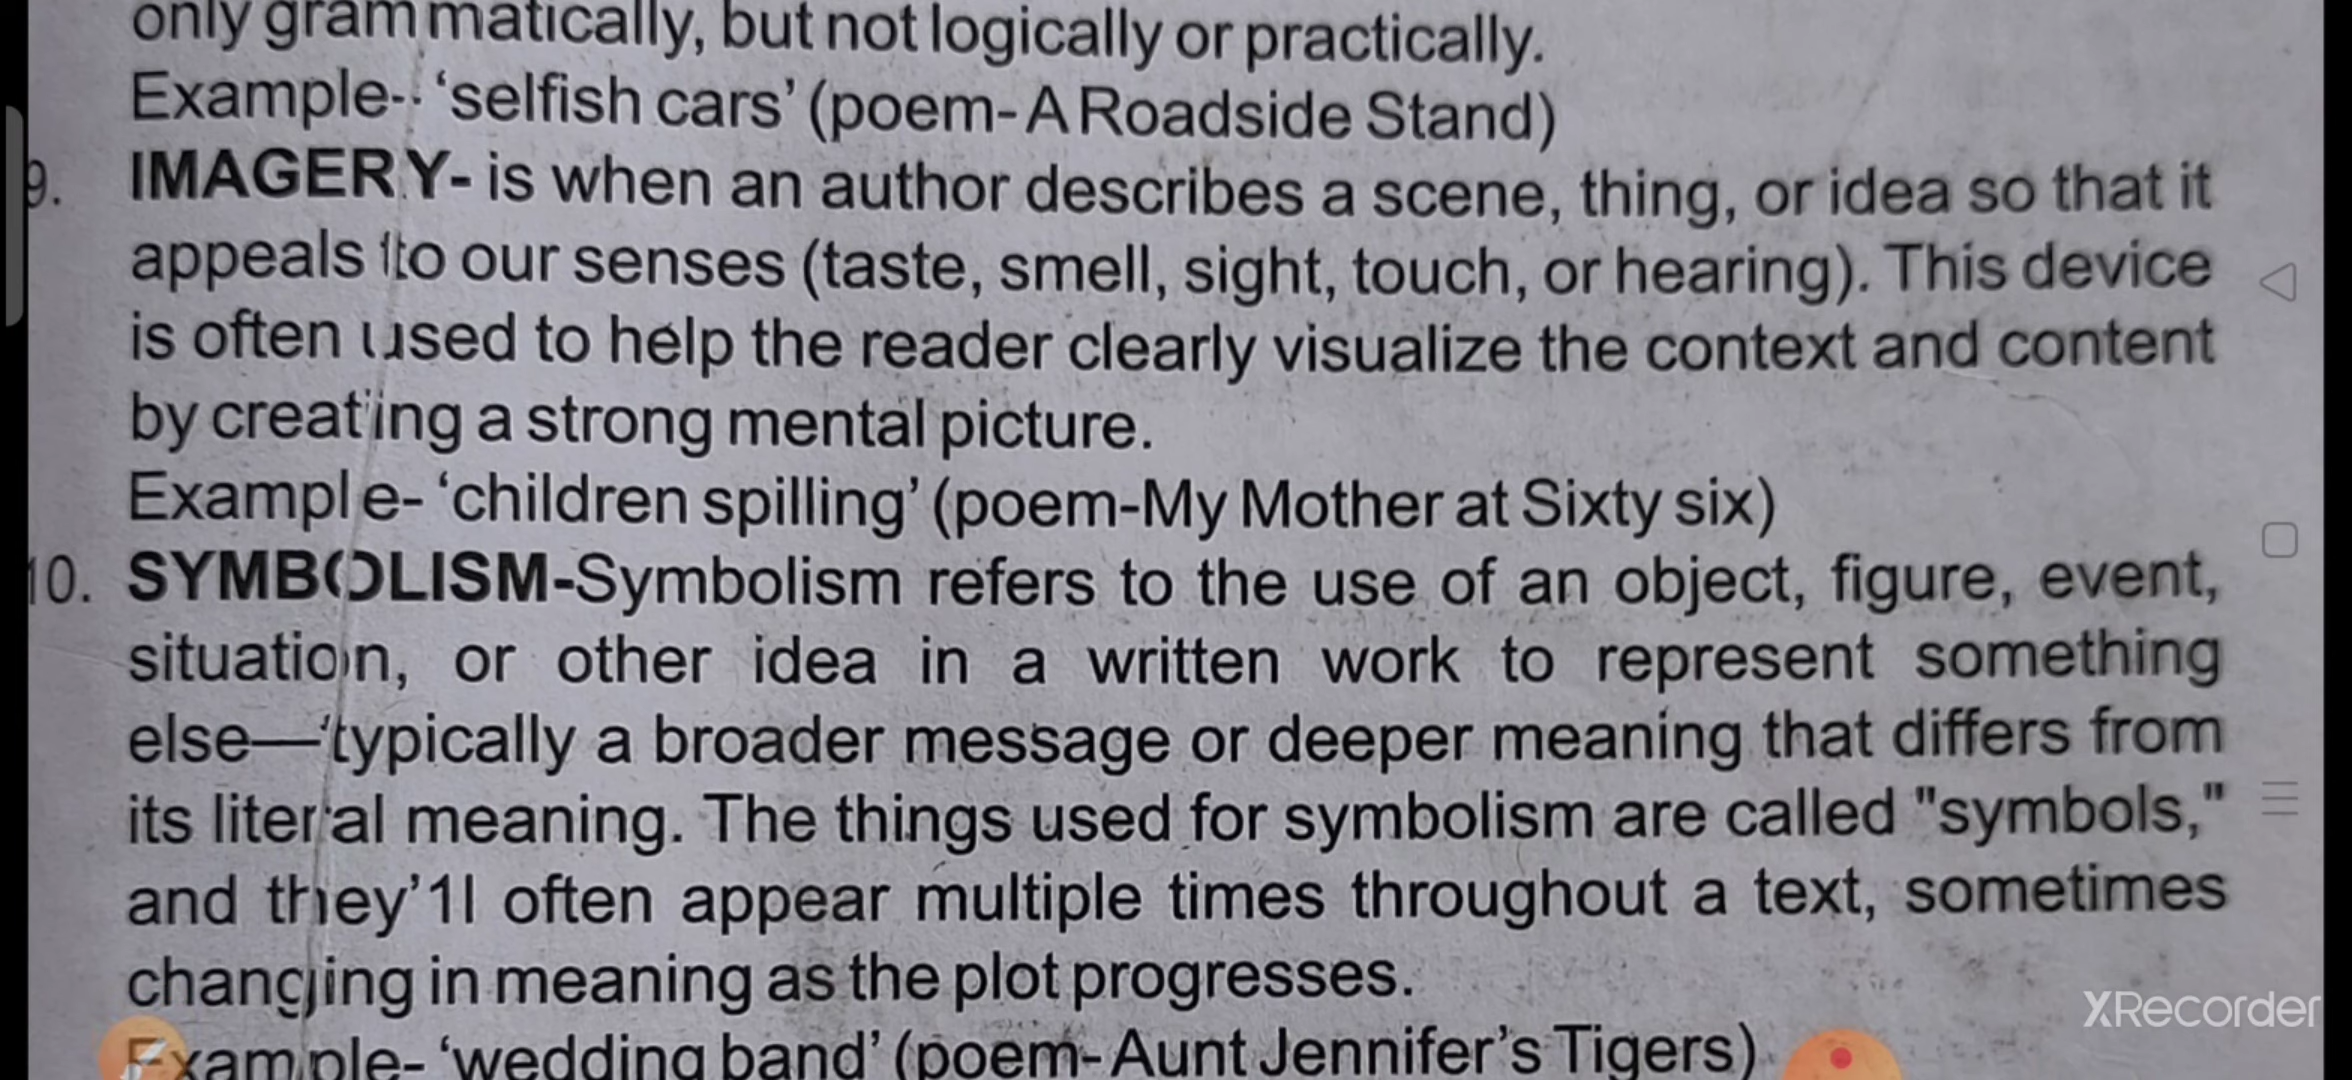 only grammatically, but not logically or practically.
Example- 'selfish cars' (poem- A Roadside Stand)
9. IMAGERY- is when an author describes a scene, thing, or idea so that it
appeals to our senses (taste, smell, sight, touch, or hearing). This device
is often used to help the reader clearly visualize the context and content
by creating a strong mental picture.
Example- 'children spilling' (poem-My Mother at Sixty six)
10. SYMBOLISM-Symbolism refers to the use of an object, figure, event,
situation, or other idea in a written work to represent something
else—typically a broader message or deeper meaning that differs from
its literal meaning. The things used for symbolism are called "symbols,"
and they'1l often appear multiple times throughout a text, sometimes
changing in meaning as the plot progresses.
Example- 'wedding band' (poem- Aunt Jennifer's Tigers)
XRecorder